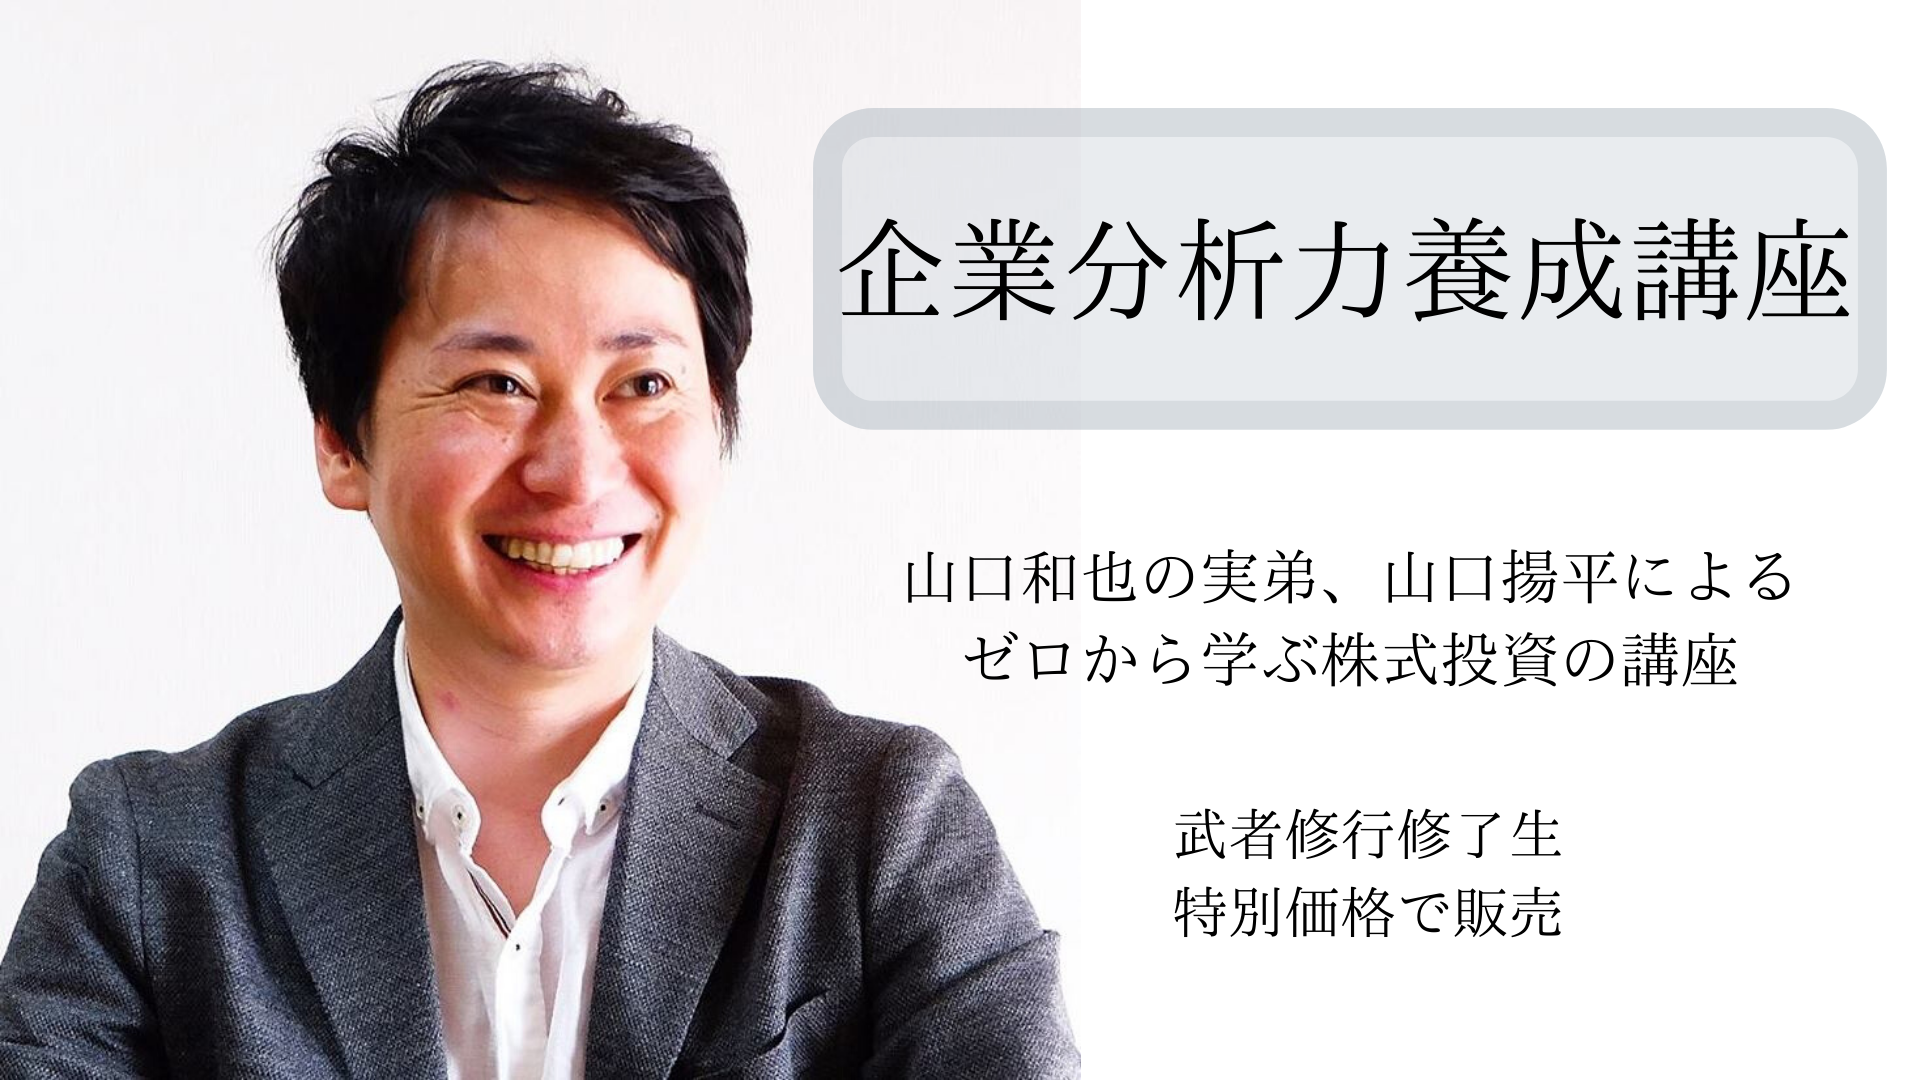 企業分析力養成講座
山口和也の実弟、山口揚平による
ゼロから学ぶ株式投資の講座
武者修行修了生
特別価格で販売